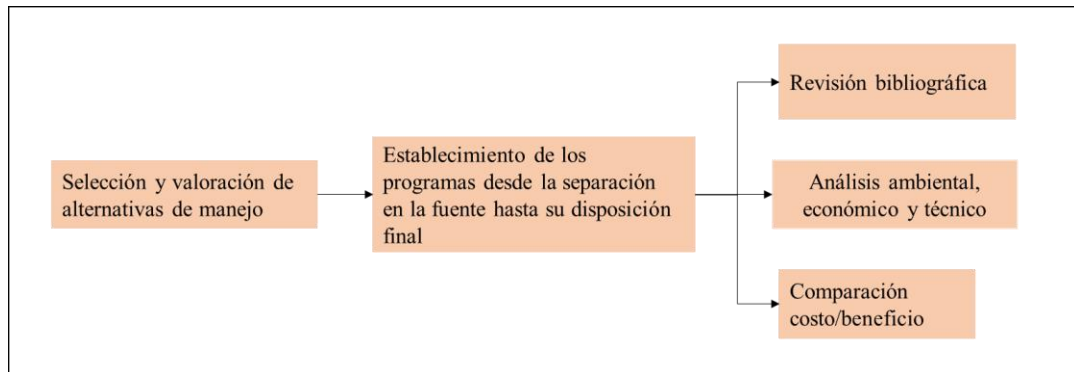 Selección y valoración de
alternativas de manejo
Establecimiento de los
programas desde la separación
en la fuente hasta su disposición
final
Revisión bibliográfica
Análisis ambiental,
económico y técnico
Comparación
costo/beneficio